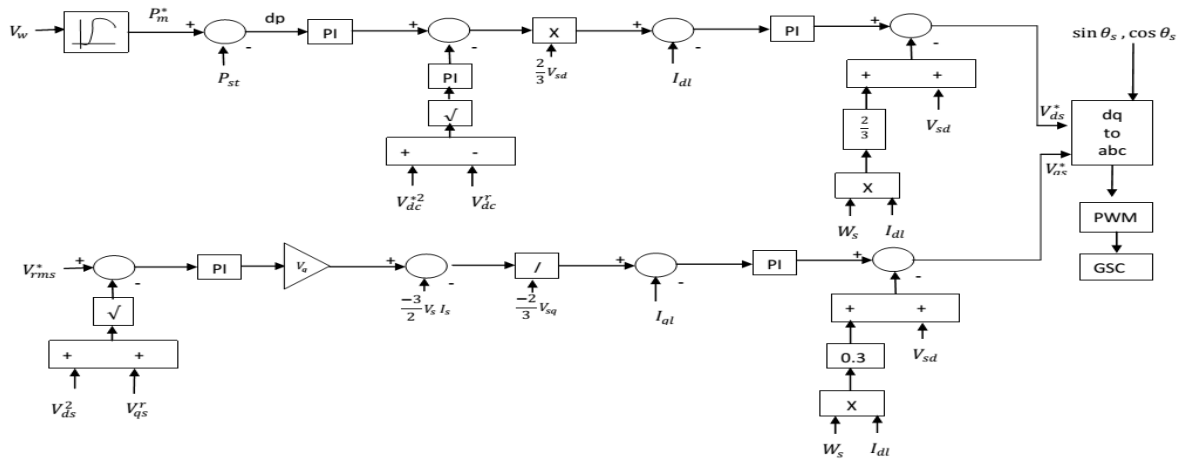 V_w
P_m^*
+
-
P_st
dp
PI
+
-
PI
√
+ -
V_dc^*2
V_dc^r
X
2/3 V_sd
+
-
I_dl
PI
+
-
+ +
2/3
V_sd
X
W_s
I_dl
sin θ_s , cos θ_s
V_ds^*
V_qs^*
dq
to
abc
PWM
GSC
V_rms^*
+
-
√
+ +
V_ds^2
V_qs^r
PI
V_q
+
-
-3/2 V_s I_s
/
-2/3 V_sq
+
-
I_ql
PI
+
-
+ +
V_sd
0.3
X
W_s
I_dl